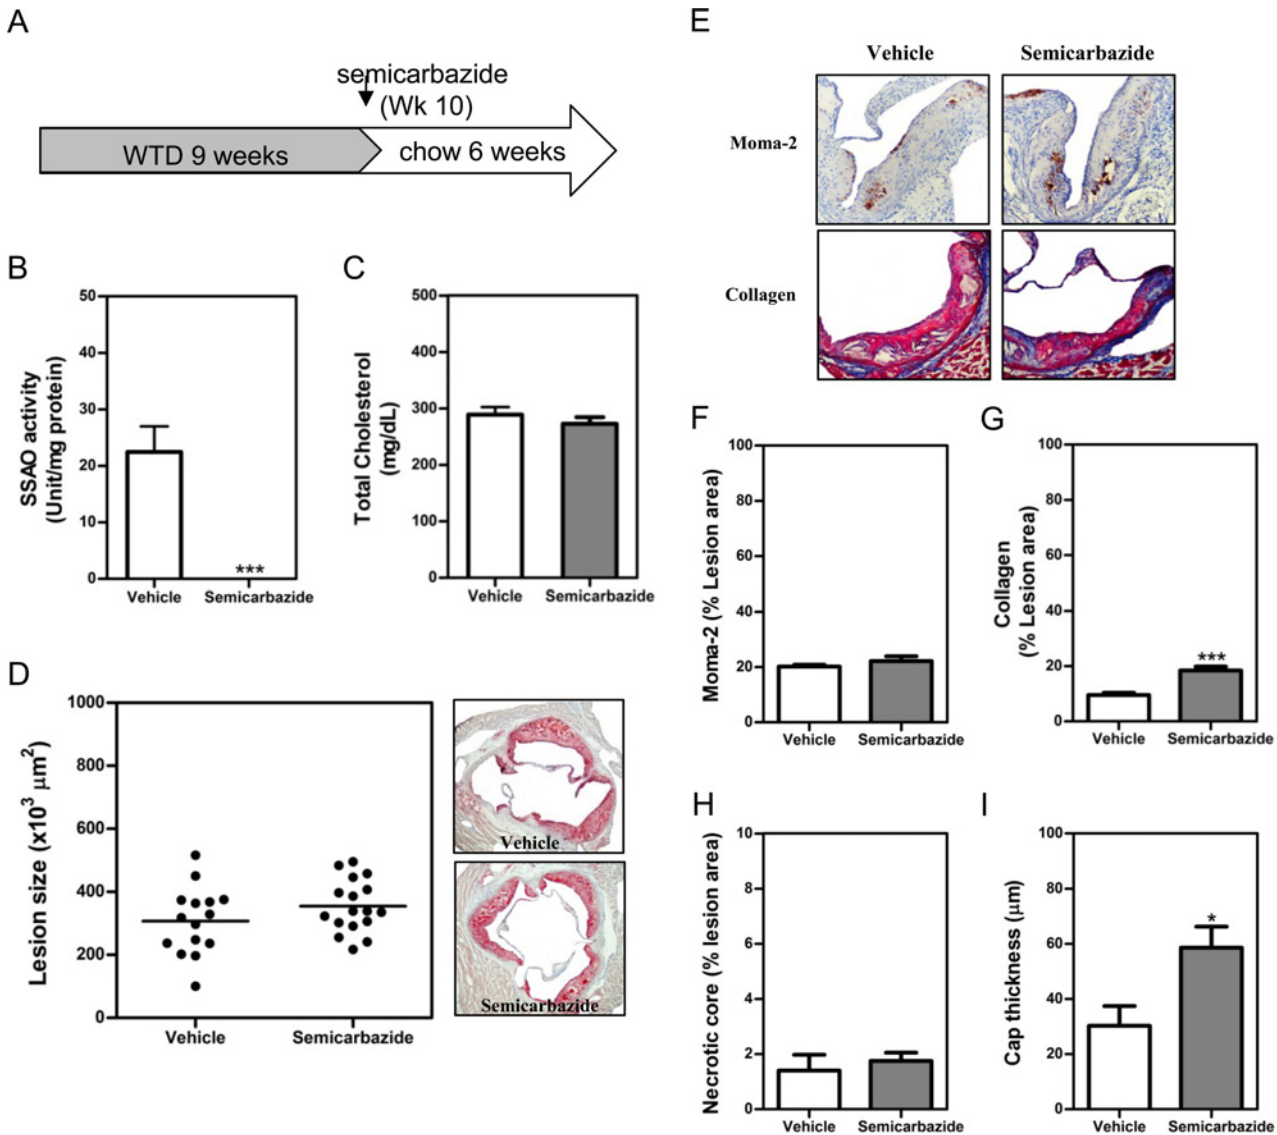 A
semicarbazide
(Wk 10)
WTD 9 weeks
chow 6 weeks
B
SSAO activity
(Unit/mg protein)
50
40
30
20
10
0
***
Vehicle
Semicarbazide
C
Total Cholesterol
(mg/dL)
500
400
300
200
100
0
Vehicle
Semicarbazide
D
Lesion size (x10³ µm²)
1000
800
600
400
200
0
Vehicle
Semicarbazide
Vehicle
Semicarbazide
E
Vehicle
Semicarbazide
Moma-2
Collagen
F
Moma-2 (% Lesion area)
100
80
60
40
20
0
Vehicle
Semicarbazide
G
Collagen
(% Lesion area)
100
80
60
40
20
0
***
Vehicle
Semicarbazide
H
Necrotic core (% lesion area)
10
8
6
4
2
0
Vehicle
Semicarbazide
I
Cap thickness (µm)
100
80
60
40
20
0
*
Vehicle
Semicarbazide